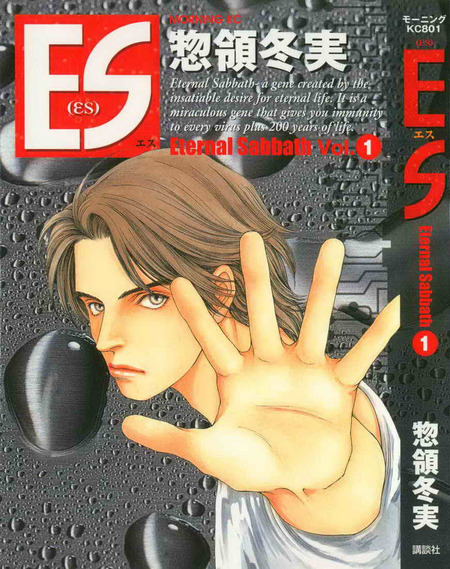 ES
(ɛs)
エス
MORNING KC
惣領冬実
Eternal Sabbath-a gene created by the
insatiable desire for eternal life. It is a
miraculous gene that gives you immunity
to every virus plus 200 years of life.
Eternal Sabbath Vol.1
モーニング
KC801
(ɛs)
ES
エス
Eternal Sabbath
1
惣領冬実
講談社